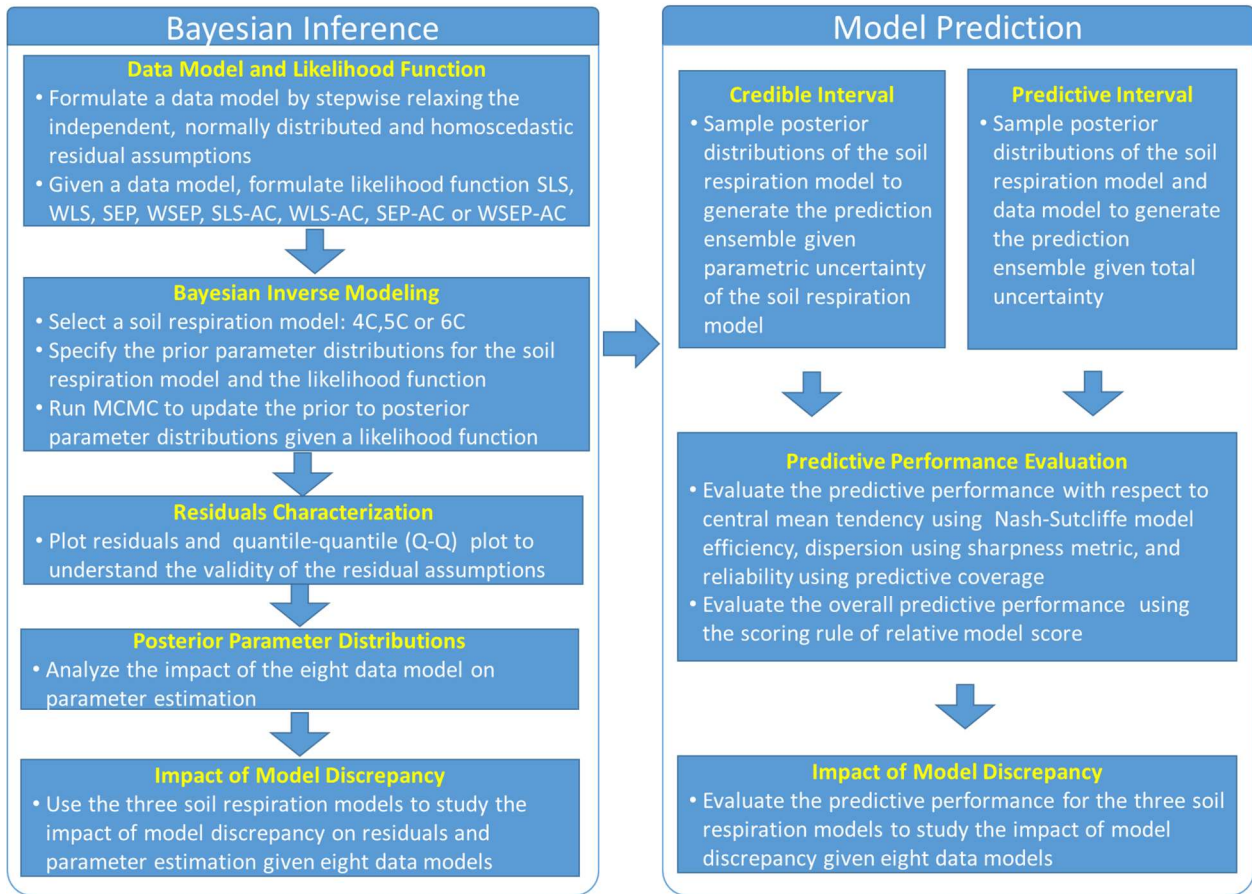 Bayesian Inference
Data Model and Likelihood Function
• Formulate a data model by stepwise relaxing the
independent, normally distributed and homoscedastic
residual assumptions
• Given a data model, formulate likelihood function SLS,
WLS, SEP, WSEP, SLS-AC, WLS-AC, SEP-AC or WSEP-AC
Bayesian Inverse Modeling
• Select a soil respiration model: 4C,5C or 6C
• Specify the prior parameter distributions for the soil
respiration model and the likelihood function
• Run MCMC to update the prior to posterior
parameter distributions given a likelihood function
Residuals Characterization
• Plot residuals and quantile-quantile (Q-Q) plot to
understand the validity of the residual assumptions
Posterior Parameter Distributions
• Analyze the impact of the eight data model on
parameter estimation
Impact of Model Discrepancy
• Use the three soil respiration models to study the
impact of model discrepancy on residuals and
parameter estimation given eight data models
Model Prediction
Credible Interval
• Sample posterior
distributions of the soil
respiration model to
generate the prediction
ensemble given
parametric uncertainty
of the soil respiration
model
Predictive Interval
• Sample posterior
distributions of the soil
respiration model and
data model to generate
the prediction
ensemble given total
uncertainty
Predictive Performance Evaluation
• Evaluate the predictive performance with respect to
central mean tendency using Nash-Sutcliffe model
efficiency, dispersion using sharpness metric, and
reliability using predictive coverage
• Evaluate the overall predictive performance using
the scoring rule of relative model score
Impact of Model Discrepancy
• Evaluate the predictive performance for the three soil
respiration models to study the impact of model
discrepancy given eight data models